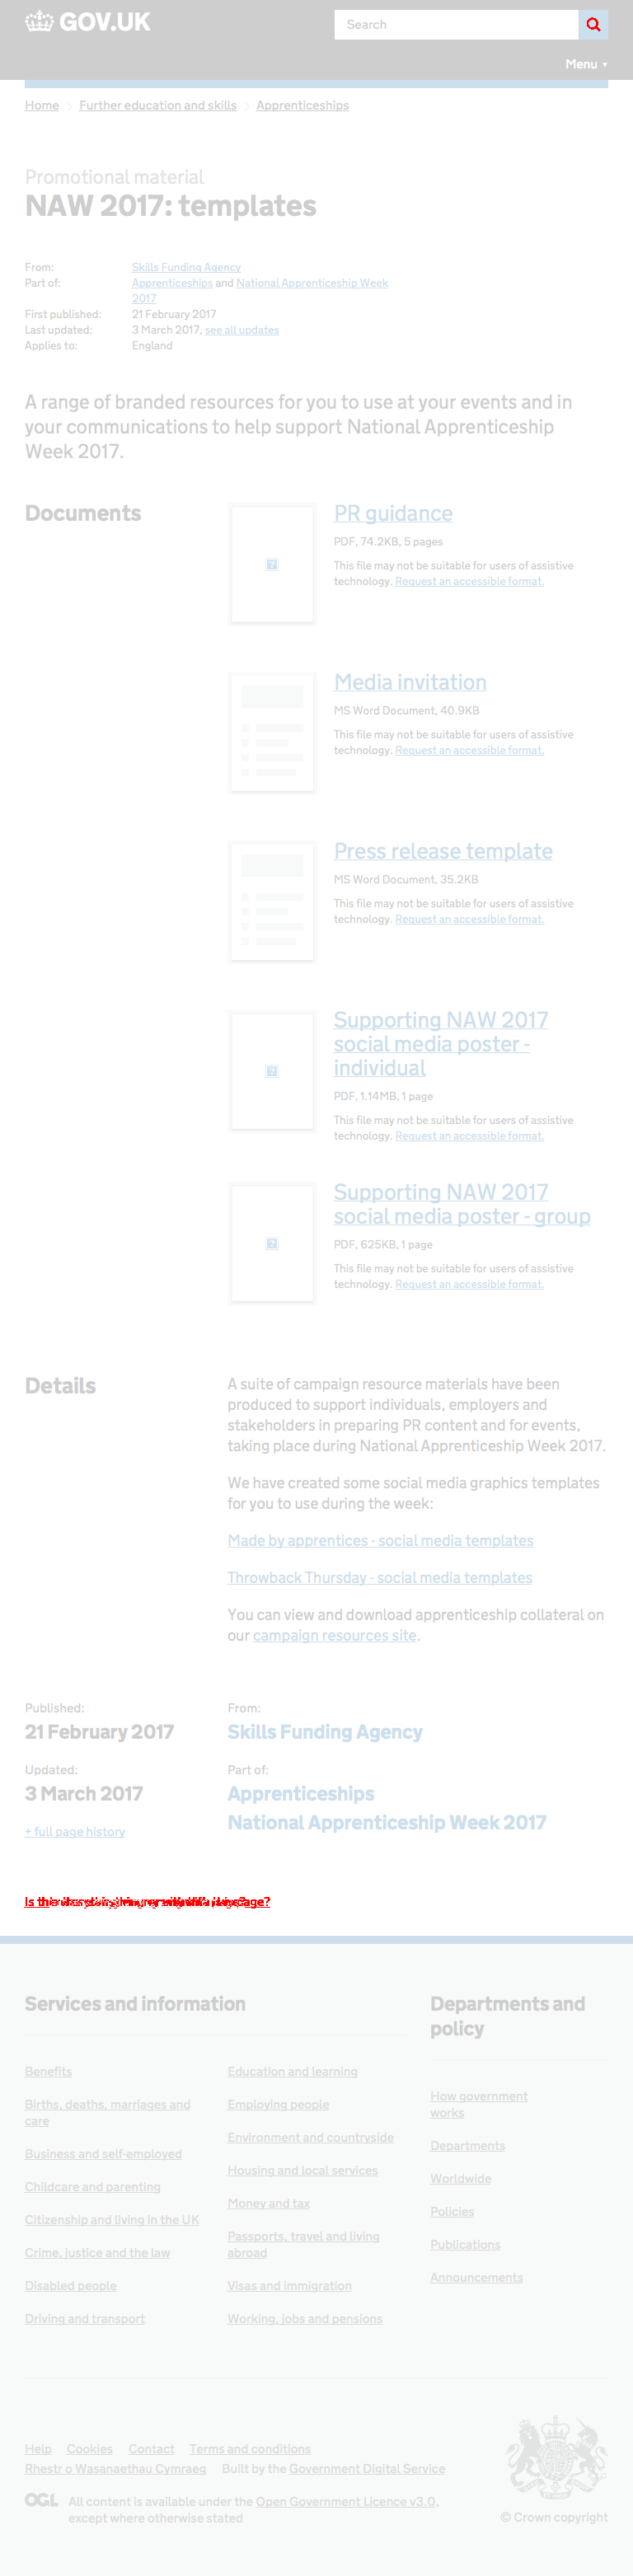 GOV.UK
Search
Menu ▼
Home > Further education and skills > Apprenticeships
Promotional material
NAW 2017: templates
From: Skills Funding Agency
Part of: Apprenticeships and National Apprenticeship Week
2017
First published: 21 February 2017
Last updated: 3 March 2017, see all updates
Applies to: England
A range of branded resources for you to use at your events and in
your communications to help support National Apprenticeship
Week 2017.
Documents
PR guidance
PDF, 74.2KB, 5 pages
This file may not be suitable for users of assistive
technology. Request an accessible format.
Media invitation
MS Word Document, 40.9KB
This file may not be suitable for users of assistive
technology. Request an accessible format.
Press release template
MS Word Document, 35.2KB
This file may not be suitable for users of assistive
technology. Request an accessible format.
Supporting NAW 2017
social media poster -
individual
PDF, 1.14MB, 1 page
This file may not be suitable for users of assistive
technology. Request an accessible format.
Supporting NAW 2017
social media poster - group
PDF, 625KB, 1 page
This file may not be suitable for users of assistive
technology. Request an accessible format.
Details
A suite of campaign resource materials have been
produced to support individuals, employers and
stakeholders in preparing PR content and for events,
taking place during National Apprenticeship Week 2017.
We have created some social media graphics templates
for you to use during the week:
Made by apprentices - social media templates
Throwback Thursday - social media templates
You can view and download apprenticeship collateral on
our campaign resources site.
Published:
21 February 2017
From:
Skills Funding Agency
Updated:
3 March 2017
Part of:
Apprenticeships
National Apprenticeship Week 2017
+ full page history
Services and information
Benefits
Births, deaths, marriages and
care
Business and self-employed
Childcare and parenting
Citizenship and living in the UK
Crime, justice and the law
Disabled people
Driving and transport
Education and learning
Employing people
Environment and countryside
Housing and local services
Money and tax
Passports, travel and living
abroad
Visas and immigration
Working, jobs and pensions
Departments and
policy
How government
works
Departments
Worldwide
Policies
Publications
Announcements
Help Cookies Contact Terms and conditions
Rhestr o Wasanaethau Cymraeg Built by the Government Digital Service
OGL All content is available under the Open Government Licence v3.0,
except where otherwise stated
© Crown copyright